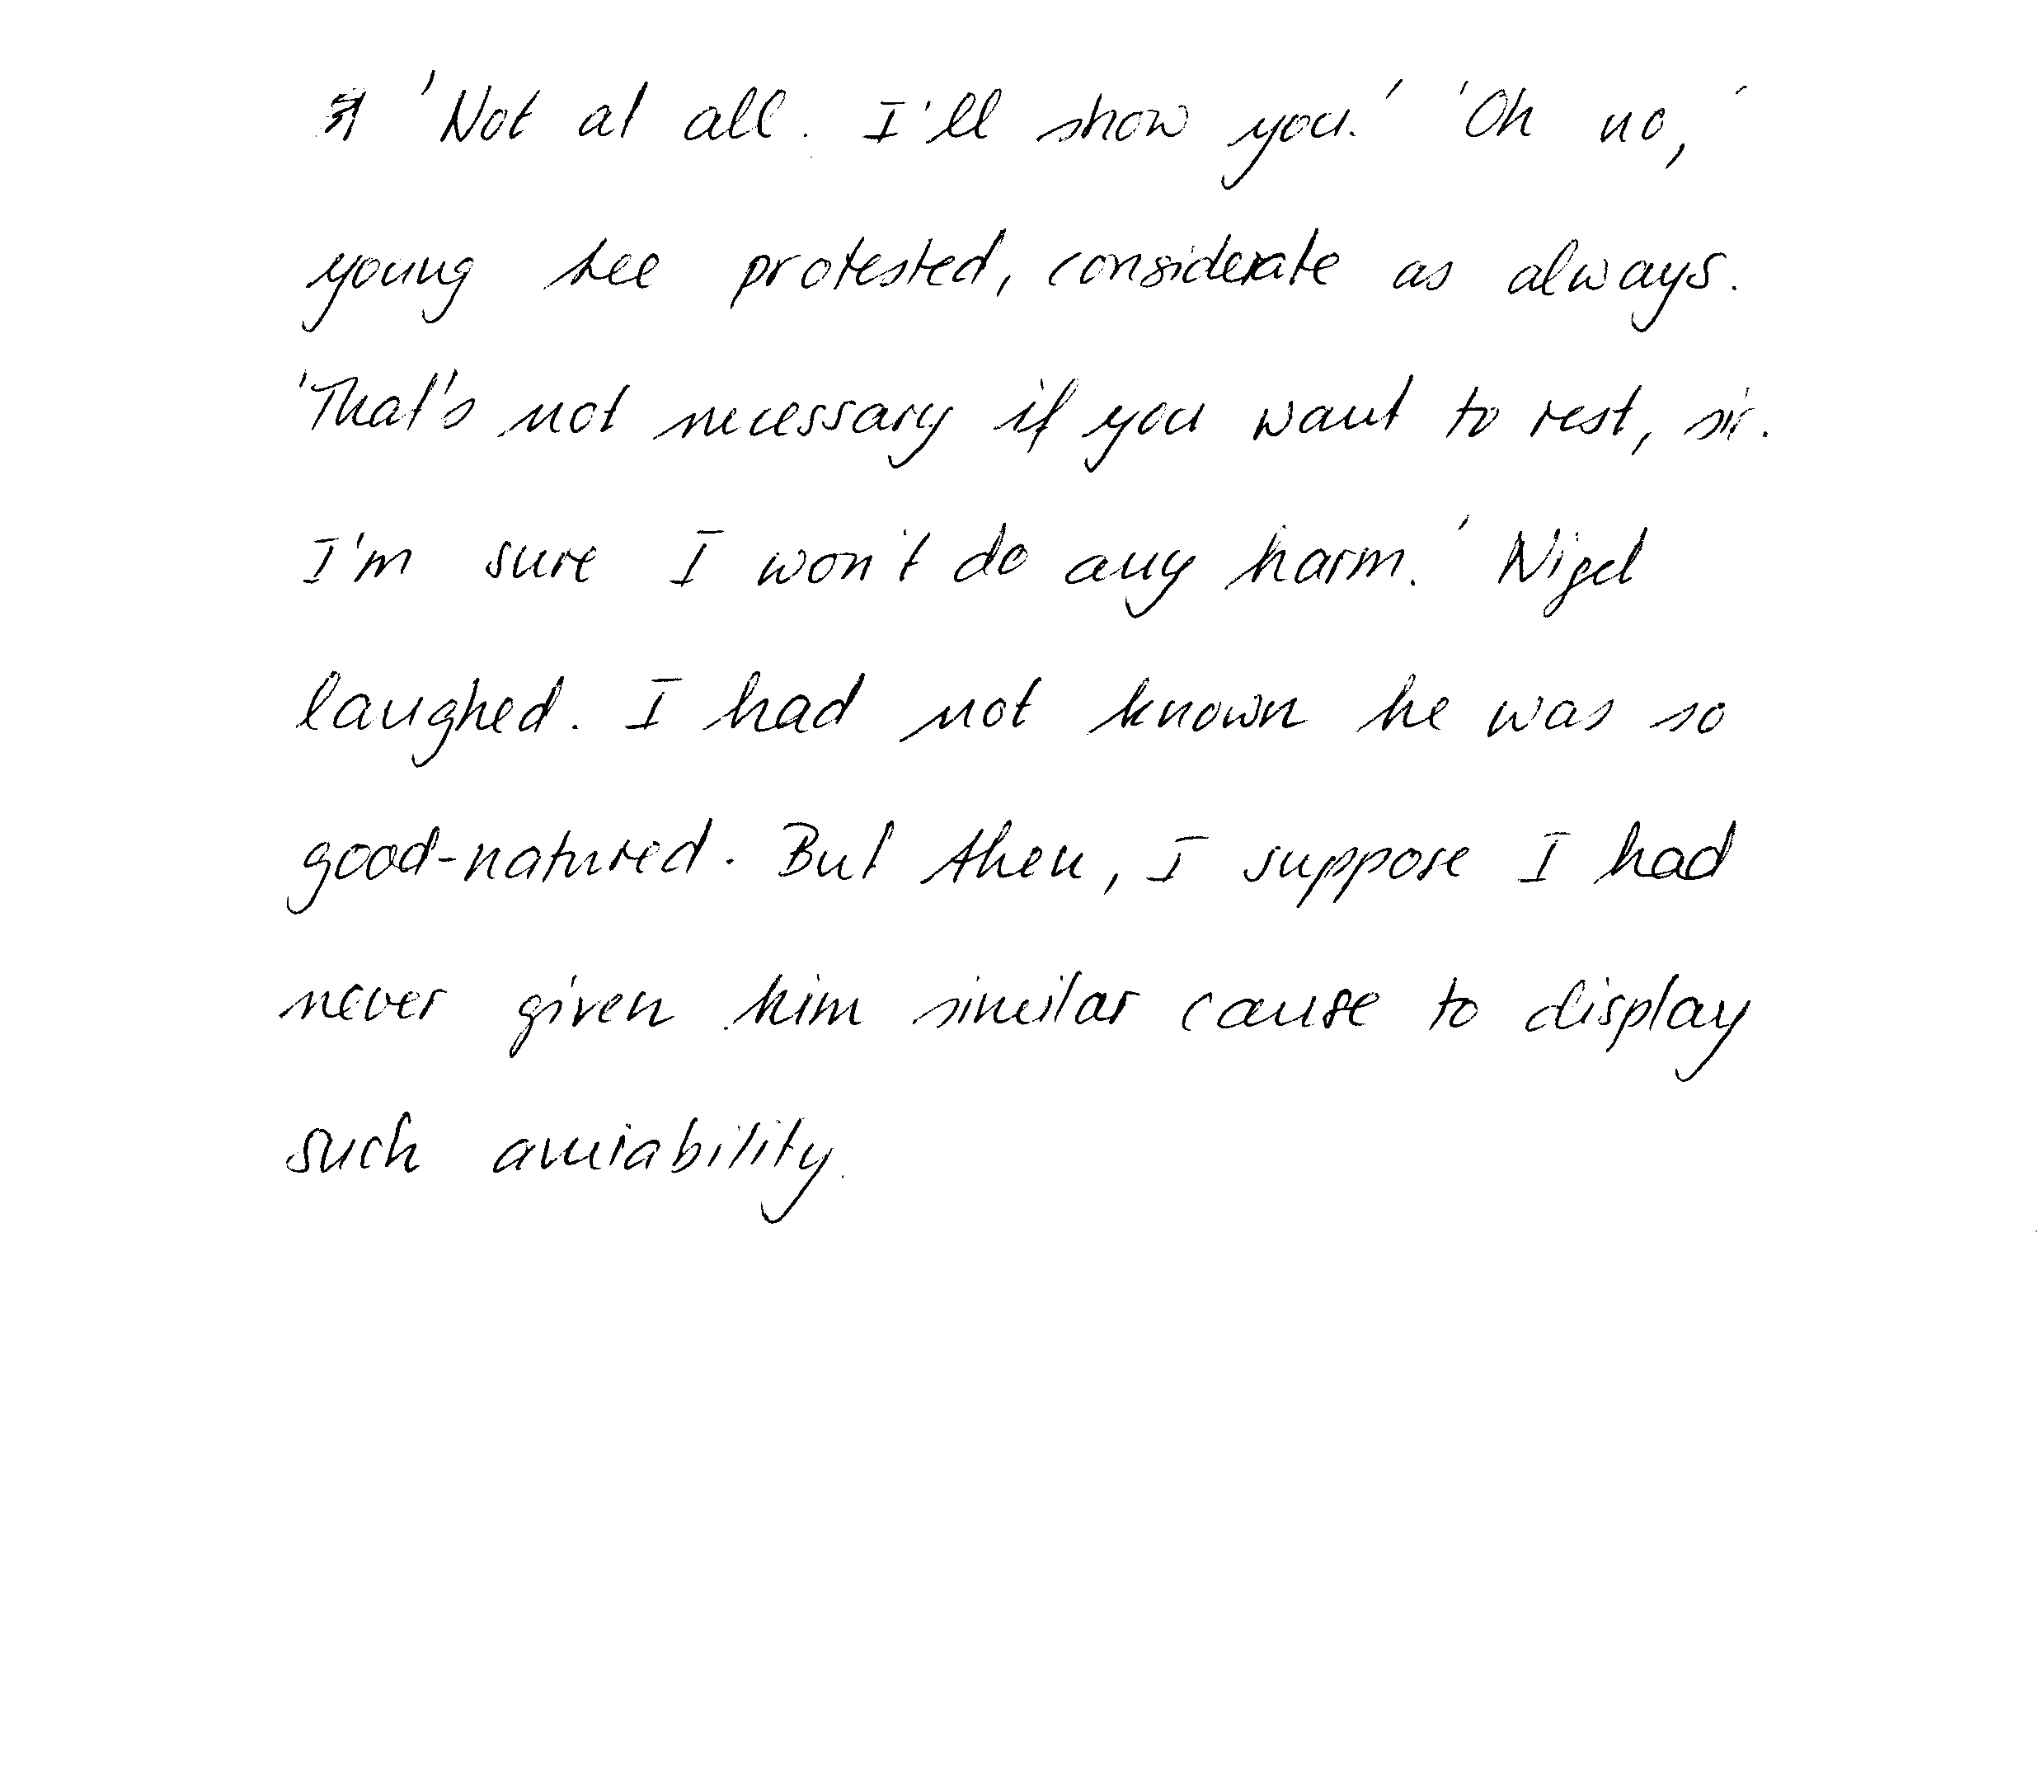 'Not at all. I'll show you.' 'Oh no,'
young Lee protested, considerate as always.
'That's not necessary if you want to rest, sir.
I'm sure I won't do any harm.' Nigel
laughed. I had not known he was so
good-natured. But then, I suppose I had
never given him similar cause to display
such amiability.